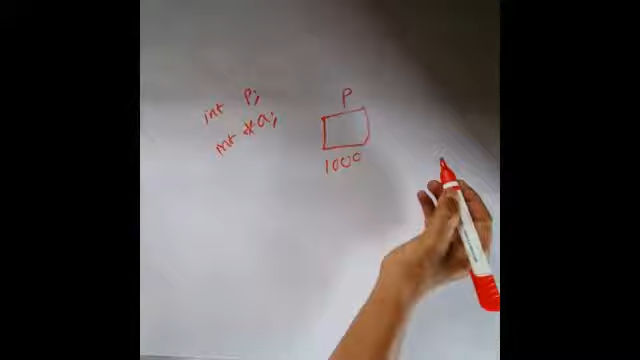 int P;
int *a;
P
1000